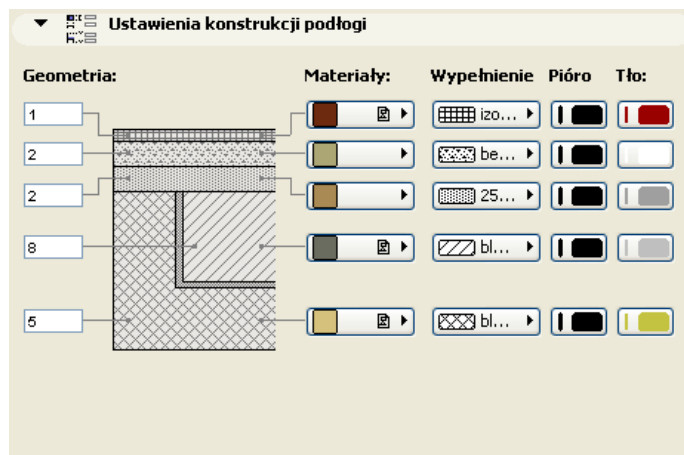 Ustawienia konstrukcji podłogi
Geometria: Materiały: Wypełnienie Pióro Tło:
1 izo...
2 be...
2 25...
8 bl...
5 bl...